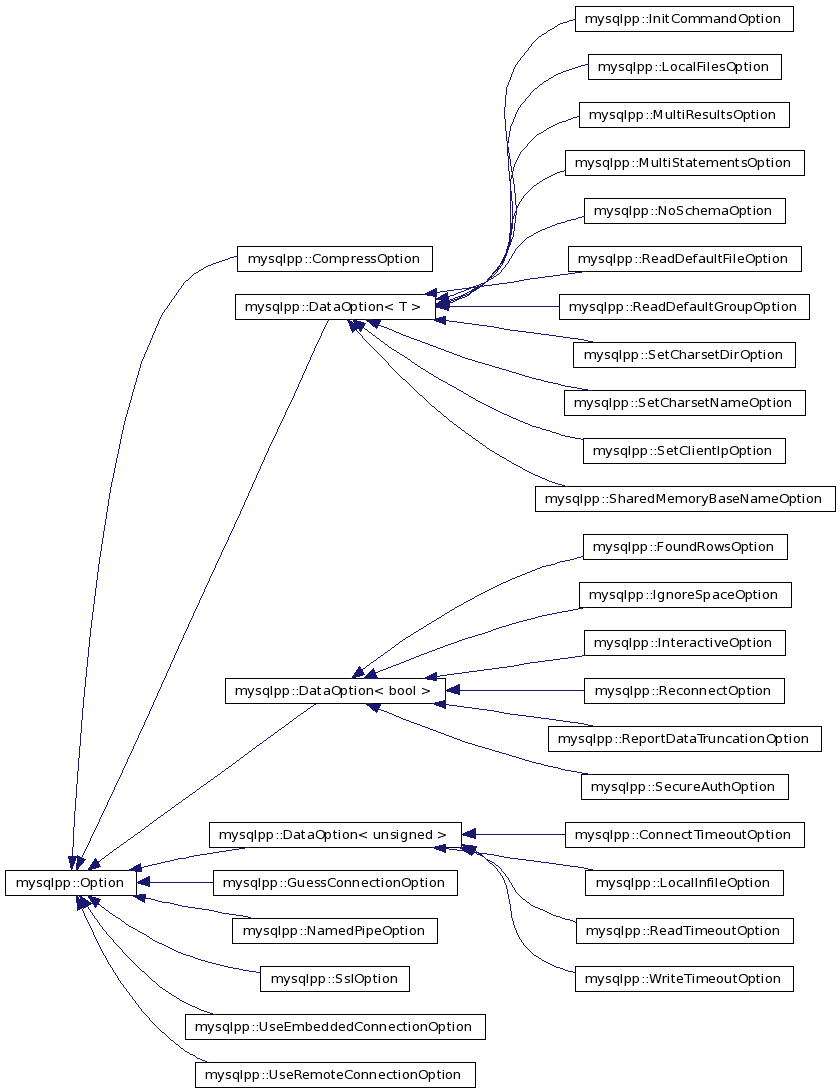 mysqlpp::InitCommandOption
mysqlpp::LocalFilesOption
mysqlpp::MultiResultsOption
mysqlpp::MultiStatementsOption
mysqlpp::NoSchemaOption
mysqlpp::CompressOption
mysqlpp::ReadDefaultFileOption
mysqlpp::DataOption< T >
mysqlpp::ReadDefaultGroupOption
mysqlpp::SetCharsetDirOption
mysqlpp::SetCharsetNameOption
mysqlpp::SetClientIpOption
mysqlpp::SharedMemoryBaseNameOption
mysqlpp::FoundRowsOption
mysqlpp::IgnoreSpaceOption
mysqlpp::InteractiveOption
mysqlpp::DataOption< bool >
mysqlpp::ReconnectOption
mysqlpp::ReportDataTruncationOption
mysqlpp::SecureAuthOption
mysqlpp::DataOption< unsigned >
mysqlpp::ConnectTimeoutOption
mysqlpp::Option
mysqlpp::GuessConnectionOption
mysqlpp::LocalInfileOption
mysqlpp::NamedPipeOption
mysqlpp::ReadTimeoutOption
mysqlpp::SslOption
mysqlpp::WriteTimeoutOption
mysqlpp::UseEmbeddedConnectionOption
mysqlpp::UseRemoteConnectionOption